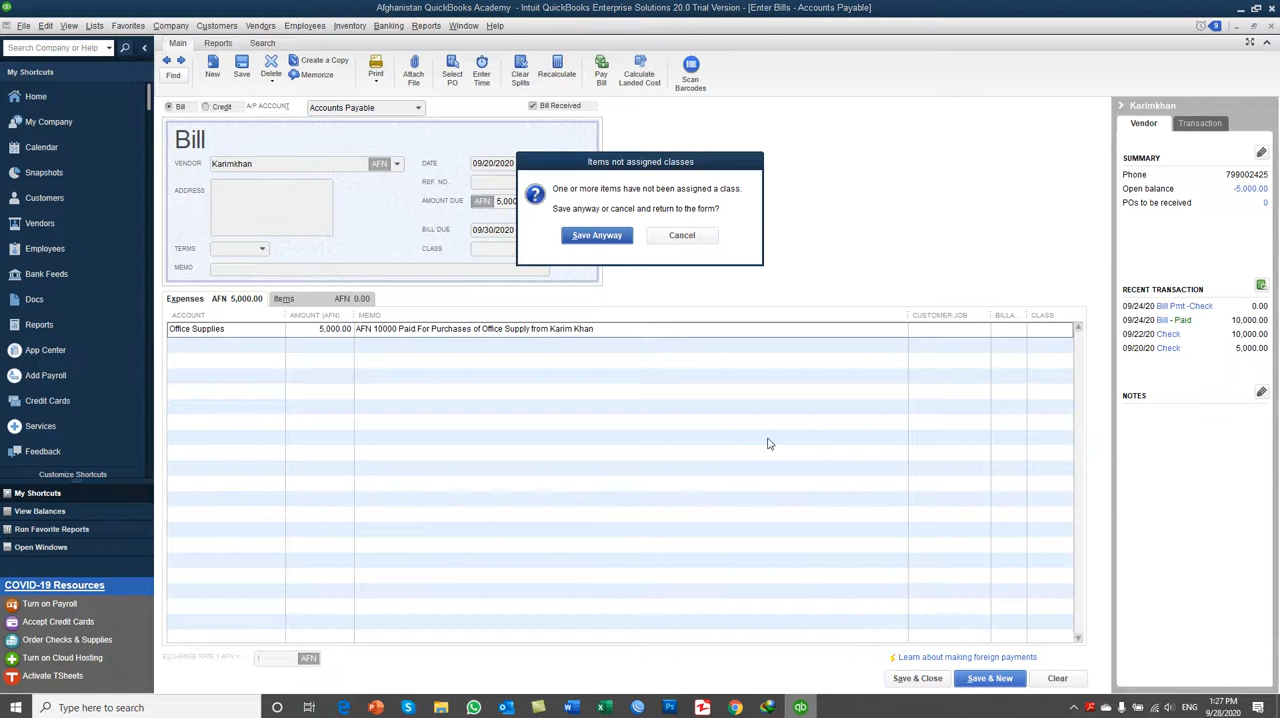 Afghanistan QuickBooks Academy - Intuit QuickBooks Enterprise Solutions 20.0 Trial Version - [Enter Bills - Accounts Payable]
File Edit View Lists Favorites Company Customers Vendors Employees Inventory Banking Reports Window Help
9
Search Company or Help
My Shortcuts
Home
My Company
Calendar
Snapshots
Customers
Vendors
Employees
Bank Feeds
Docs
Reports
App Center
Add Payroll
Credit Cards
Services
Feedback
Customize Shortcuts
My Shortcuts
View Balances
Run Favorite Reports
Open Windows
COVID-19 Resources
Turn on Payroll
Accept Credit Cards
Order Checks & Supplies
Turn on Cloud Hosting
Activate TSheets
Main Reports Search
Find
New
Save
Delete
Create a Copy
Memorize
Print
Attach File
Select PO
Enter Time
Clear Splits
Recalculate
Pay Bill
Calculate Landed Cost
Scan Barcodes
Bill Credit A/P ACCOUNT Accounts Payable Bill Received
Bill
VENDOR Karimkhan AFN DATE 09/20/2020
ADDRESS REF. NO.
AMOUNT DUE AFN 5,000
BILL DUE 09/30/2020
TERMS CLASS
MEMO
Items not assigned classes
One or more items have not been assigned a class.
Save anyway or cancel and return to the form?
Save Anyway Cancel
Expenses AFN 5,000.00 Items AFN 0.00
ACCOUNT AMOUNT (AFN) MEMO CUSTOMER:JOB BILLA... CLASS
Office Supplies 5,000.00 AFN 10000 Paid For Purchases of Office Supply from Karim Khan
EXCHANGE RATE 1 AFN = 1 AFN
Learn about making foreign payments
Save & Close Save & New Clear
Karimkhan
Vendor Transaction
SUMMARY
Phone 799002425
Open balance -5,000.00
POs to be received 0
RECENT TRANSACTION
09/24/20 Bill Pmt -Check 0.00
09/24/20 Bill - Paid 10,000.00
09/22/20 Check 10,000.00
09/20/20 Check 5,000.00
NOTES
Type here to search
ENG
1:27 PM
9/28/2020